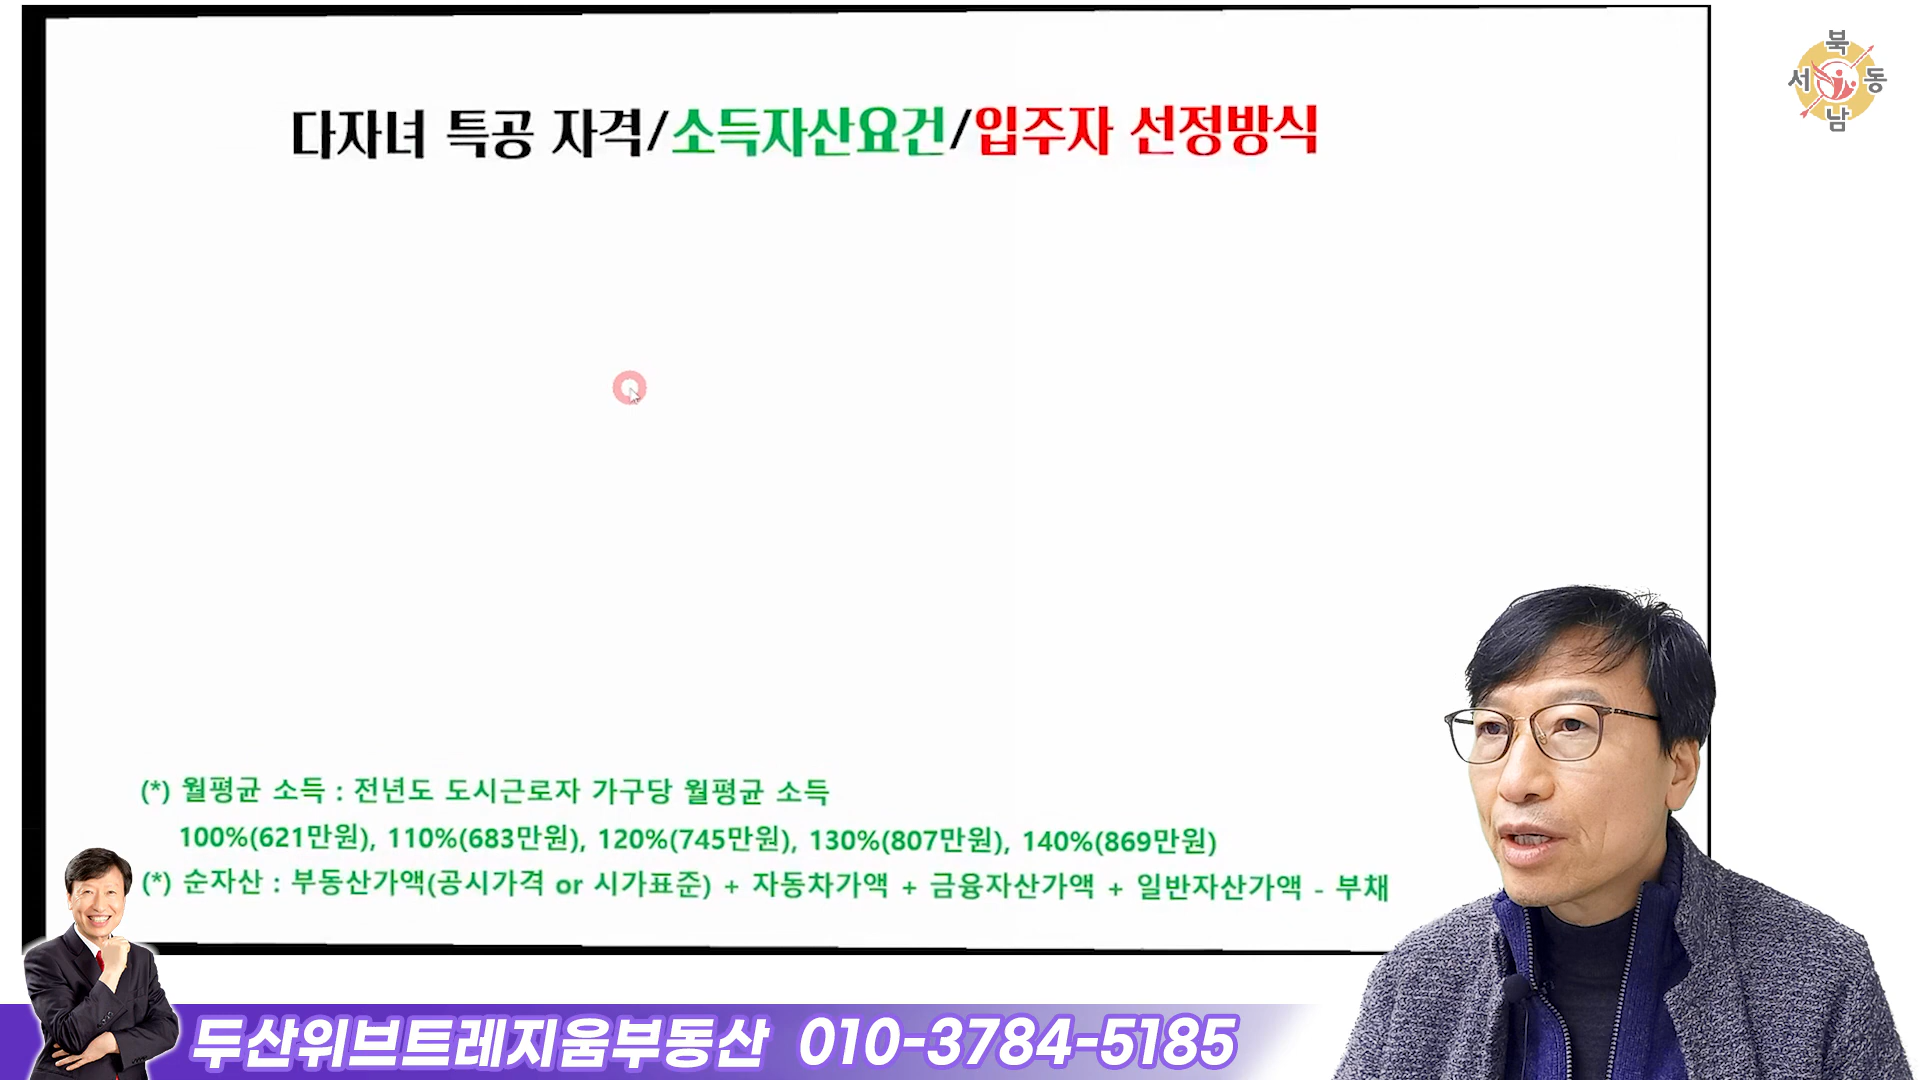 다자녀 특공 자격/소득자산요건/입주자 선정방식
북
서
동
남
(*) 월평균 소득 : 전년도 도시근로자 가구당 월평균 소득
100%(621만원), 110%(683만원), 120%(745만원), 130%(807만원), 140%(869만원)
(*) 순자산 : 부동산가액(공시가격 or 시가표준) + 자동차가액 + 금융자산가액 + 일반자산가액 - 부채
두산위브트레지움부동산 010-3784-5185